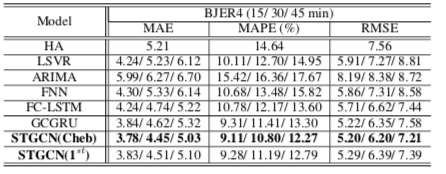 Model BJER4 (15/ 30/ 45 min)
MAE MAPE (%) RMSE
HA 5.21 14.64 7.56
LSVR 4.24/ 5.23/ 6.12 10.11/ 12.70/ 14.95 5.91/ 7.27/ 8.81
ARIMA 5.99/ 6.27/ 6.70 15.42/ 16.36/ 17.67 8.19/ 8.38/ 8.72
FNN 4.30/ 5.33/ 6.14 10.68/ 13.48/ 15.82 5.86/ 7.31/ 8.58
FC-LSTM 4.24/ 4.74/ 5.22 10.78/ 12.17/ 13.60 5.71/ 6.62/ 7.44
GCGRU 3.84/ 4.62/ 5.32 9.31/ 11.41/ 13.30 5.22/ 6.35/ 7.58
STGCN(Cheb) 3.78/ 4.45/ 5.03 9.11/ 10.80/ 12.27 5.20/ 6.20/ 7.21
STGCN(1st) 3.83/ 4.51/ 5.10 9.28/ 11.19/ 12.79 5.29/ 6.39/ 7.39